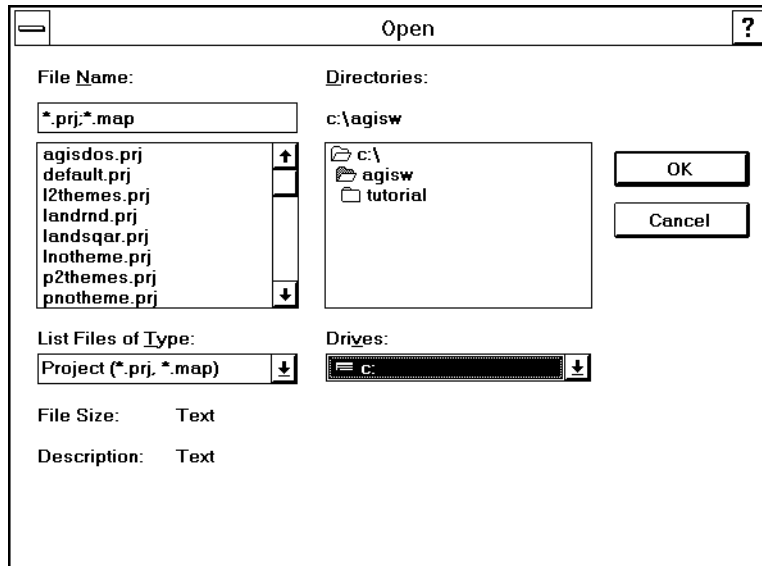 Open
?
File Name:
*.prj;*.map
agisdos.prj
default.prj
l2themes.prj
landrnd.prj
landsqar.prj
lnotheme.prj
p2themes.prj
pnotheme.prj
List Files of Type:
Project (*.prj, *.map)
File Size: Text
Description: Text
Directories:
c:\agisw
c:\
agisw
tutorial
Drives:
c:
OK
Cancel